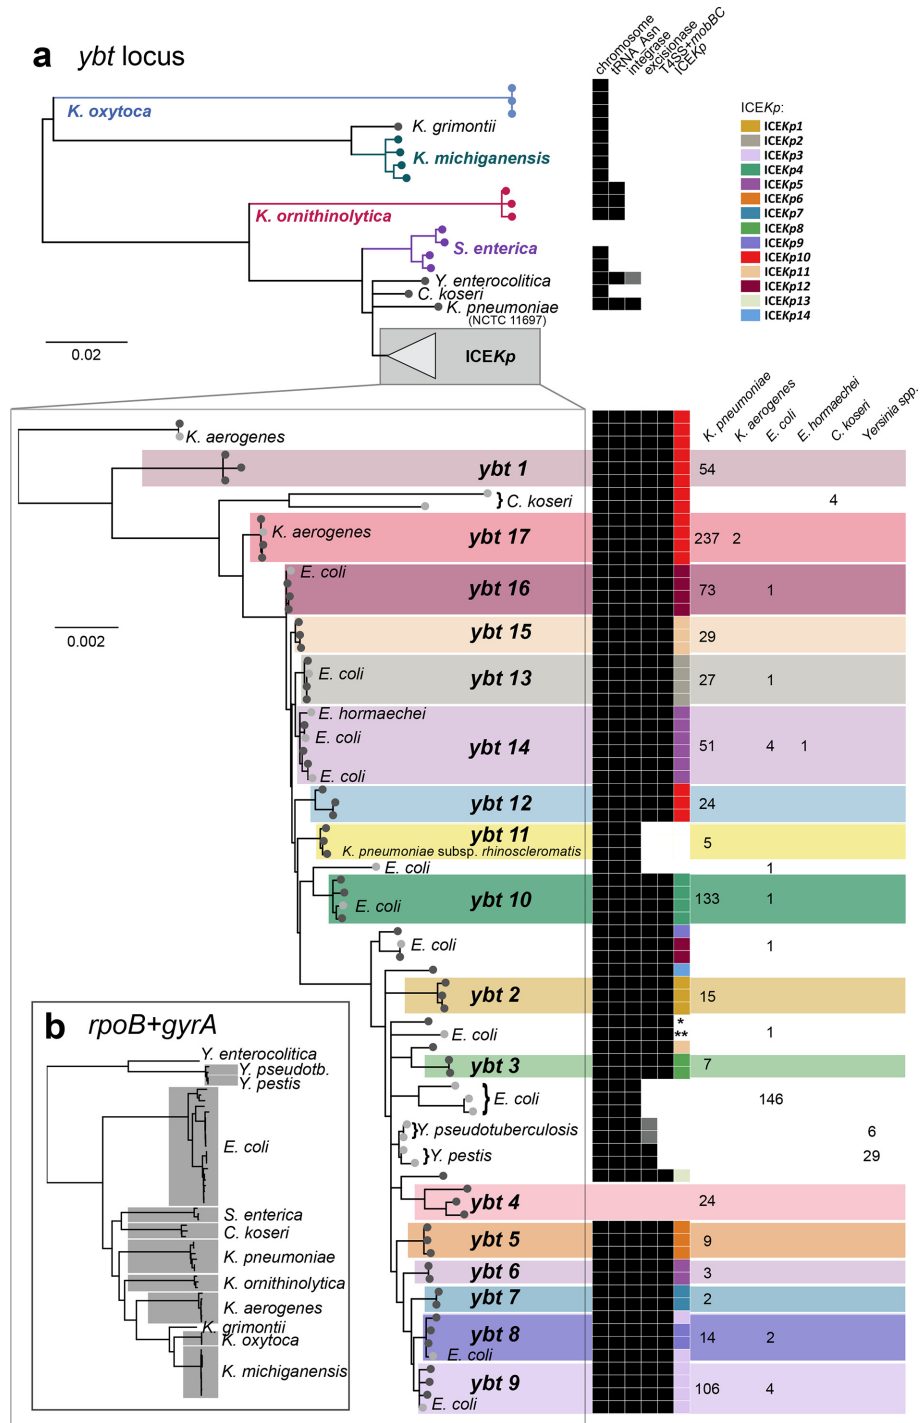 a ybt locus
chromosome
tRNA_Asn
integrase
excisionase
T4SS+mobBC
ICEKp
K. oxytoca
K. grimontii
K. michiganensis
K. ornithinolytica
S. enterica
Y. enterocolitica
C. koseri
K. pneumoniae
(NCTC 11697)
ICEKp
0.02
ICEKp:
ICEKp1
ICEKp2
ICEKp3
ICEKp4
ICEKp5
ICEKp6
ICEKp7
ICEKp8
ICEKp9
ICEKp10
ICEKp11
ICEKp12
ICEKp13
ICEKp14
K. pneumoniae
K. aerogenes
E. coli
E. hormaechei
C. koseri
Yersinia spp.
K. aerogenes
ybt 1 54
} C. koseri 4
K. aerogenes ybt 17 237 2
E. coli
ybt 16 73 1
0.002
ybt 15 29
E. coli ybt 13 27 1
E. hormaechei
E. coli ybt 14 51 4 1
E. coli
ybt 12 24
ybt 11 5
K. pneumoniae subsp. rhinoscleromatis
E. coli 1
E. coli ybt 10 133 1
E. coli 1
ybt 2 15
*
E. coli ** 1
ybt 3 7
} E. coli 146
}Y. pseudotuberculosis 6
}Y. pestis 29
ybt 4 24
ybt 5 9
ybt 6 3
ybt 7 2
ybt 8 14 2
E. coli
ybt 9 106 4
E. coli
b rpoB+gyrA
Y. enterocolitica
Y. pseudotb.
Y. pestis
E. coli
S. enterica
C. koseri
K. pneumoniae
K. ornithinolytica
K. aerogenes
K. grimontii
K. oxytoca
K. michiganensis